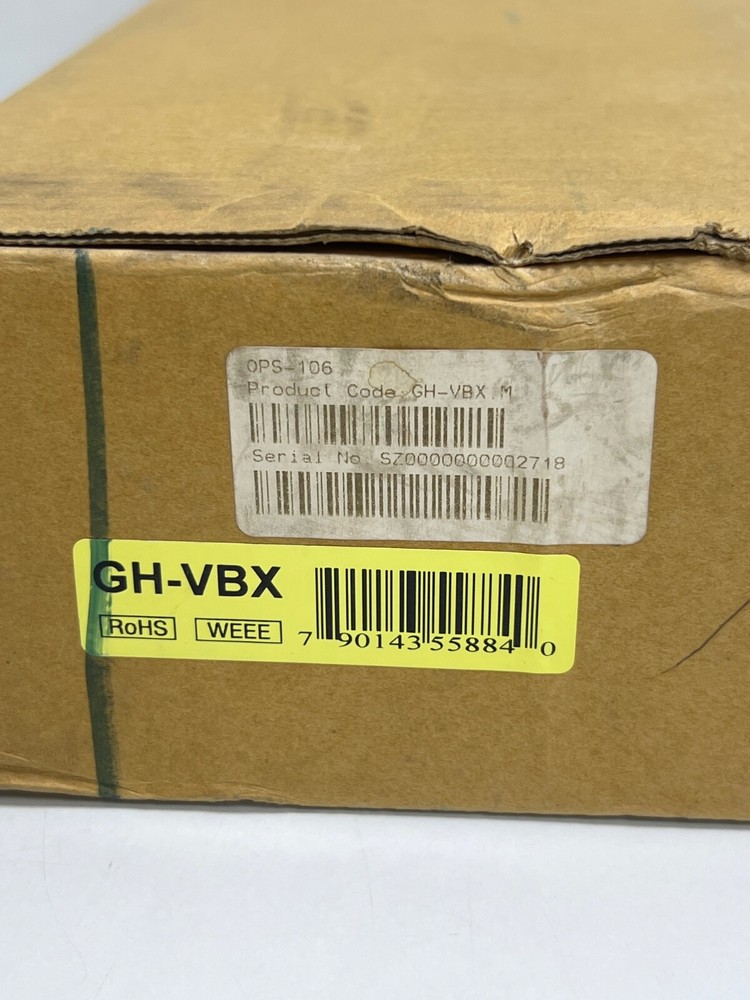 OPS-106
Product Code GH-VBX M
Serial No. SZ0000000002718
GH-VBX
RoHS WEEE
7 90143 55884 0